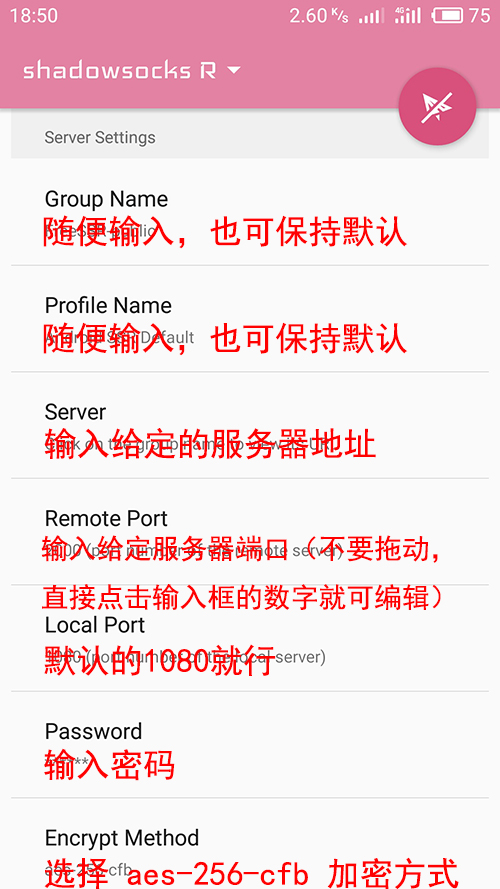 18:50 2.60 K/s 4G 75
shadowsocks R
Server Settings
Group Name
随便输入，也可保持默认
Profile Name
随便输入，也可保持默认
Default
Server
输入给定的服务器地址
Remote Port
输入给定服务器端口（不要拖动，
直接点击输入框的数字就可编辑）
Local Port
默认的1080就行
Password
输入密码
Encrypt Method
选择 aes-256-cfb 加密方式